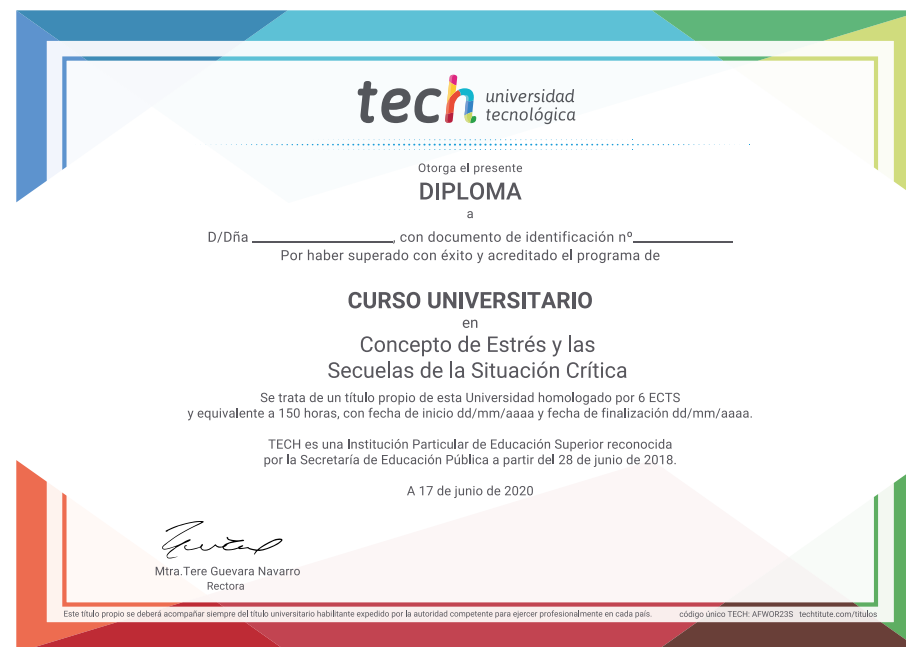 tech universidad
tecnológica
Otorga el presente
DIPLOMA
a
D/Dña ____________________, con documento de identificación nº______________
Por haber superado con éxito y acreditado el programa de
CURSO UNIVERSITARIO
en
Concepto de Estrés y las
Secuelas de la Situación Crítica
Se trata de un título propio de esta Universidad homologado por 6 ECTS
y equivalente a 150 horas, con fecha de inicio dd/mm/aaaa y fecha de finalización dd/mm/aaaa.
TECH es una Institución Particular de Educación Superior reconocida
por la Secretaría de Educación Pública a partir del 28 de junio de 2018.
A 17 de junio de 2020
Mtra.Tere Guevara Navarro
Rectora
Este título propio se deberá acompañar siempre del título universitario habilitante expedido por la autoridad competente para ejercer profesionalmente en cada país. código único TECH: AFWOR23S techtitute.com/títulos